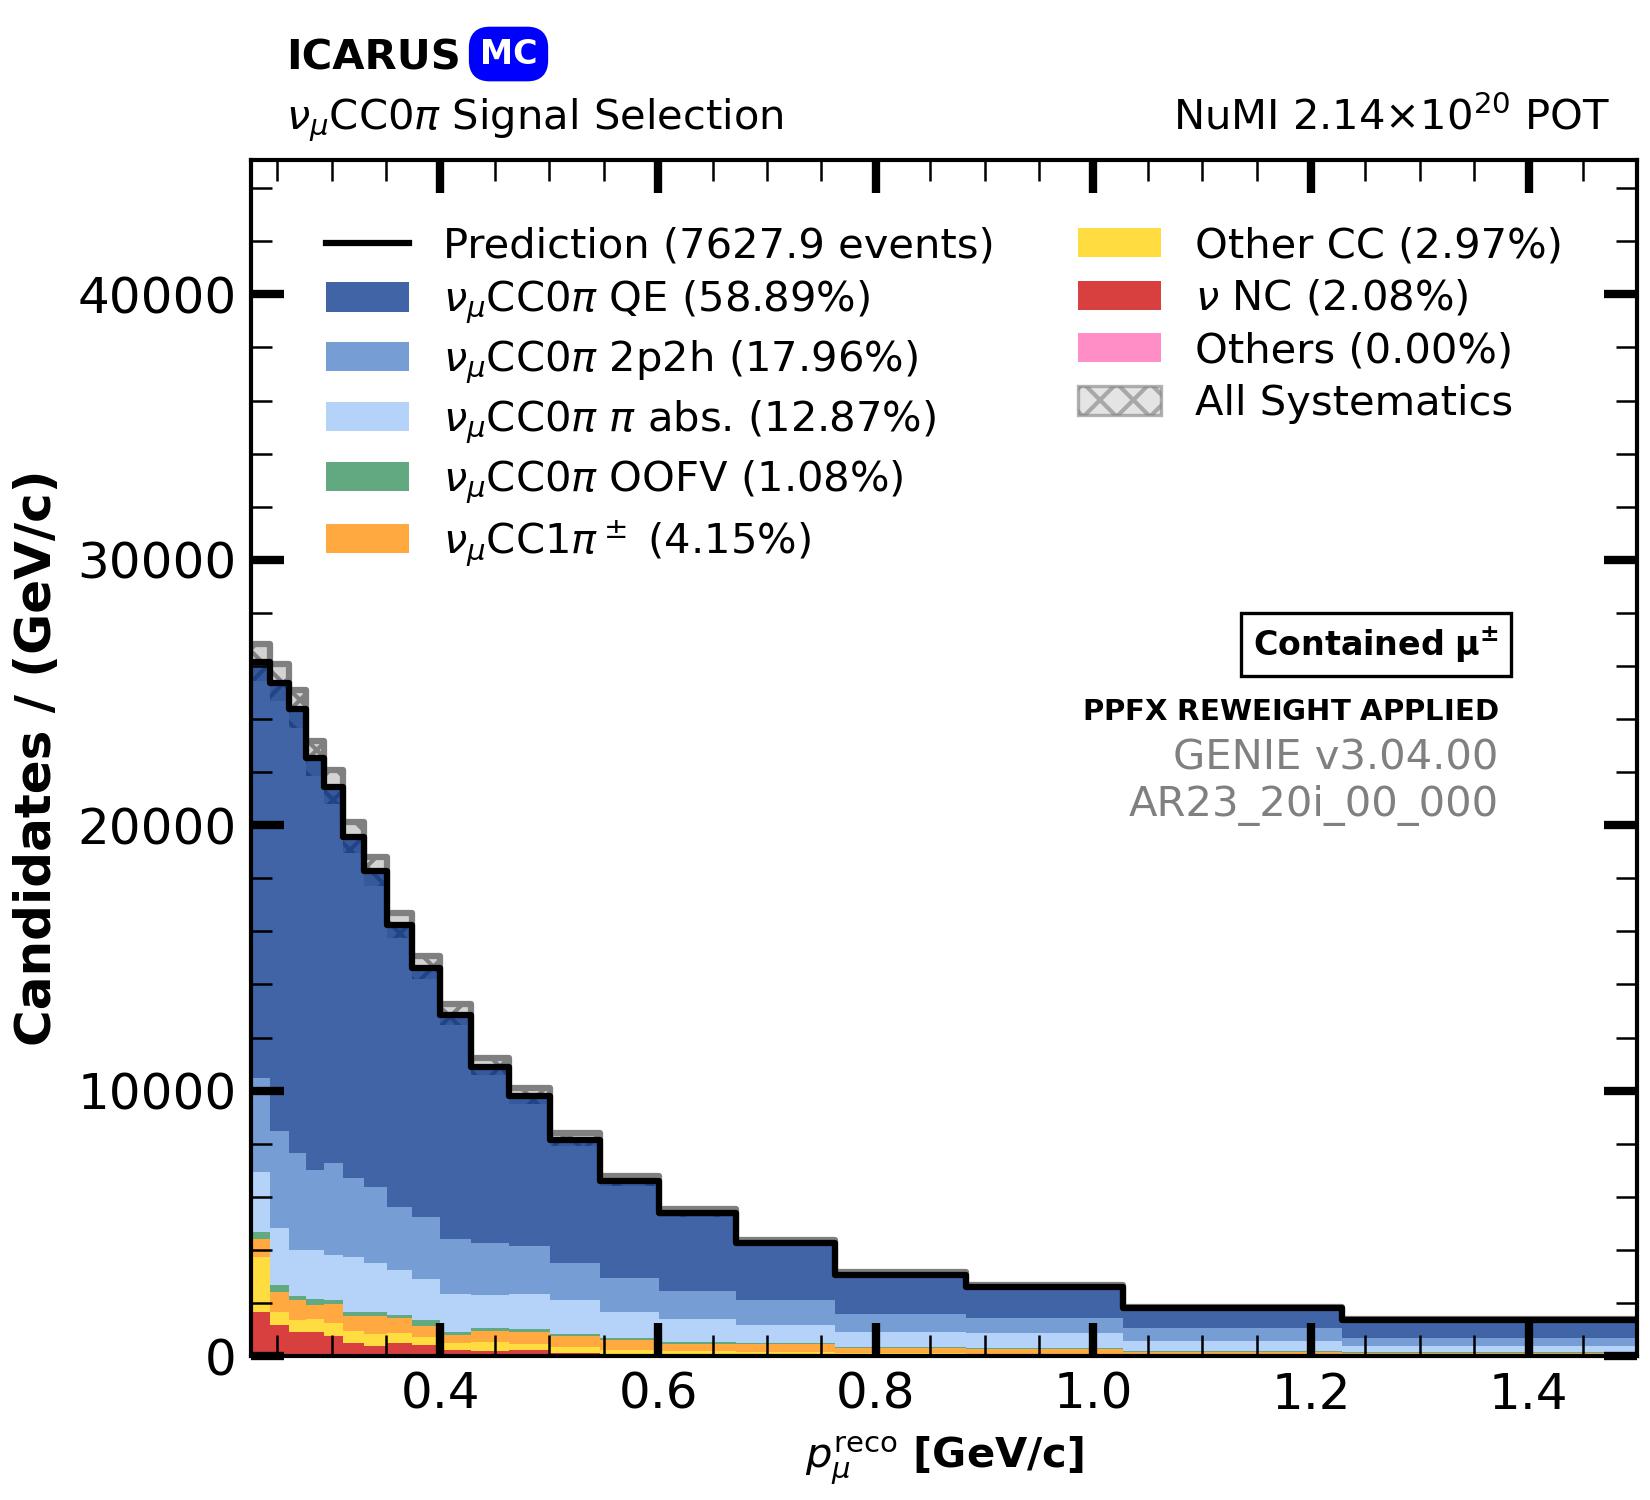 ICARUS MC
νμCC0π Signal Selection
NuMI 2.14×10²⁰ POT
Prediction (7627.9 events)
νμCC0π QE (58.89%)
νμCC0π 2p2h (17.96%)
νμCC0π π abs. (12.87%)
νμCC0π OOFV (1.08%)
νμCC1π± (4.15%)
Other CC (2.97%)
ν NC (2.08%)
Others (0.00%)
All Systematics
Contained μ±
PPFX REWEIGHT APPLIED
GENIE v3.04.00
AR23_20i_00_000
Candidates / (GeV/c)
40000
30000
20000
10000
0
0.4 0.6 0.8 1.0 1.2 1.4
pμ^reco [GeV/c]